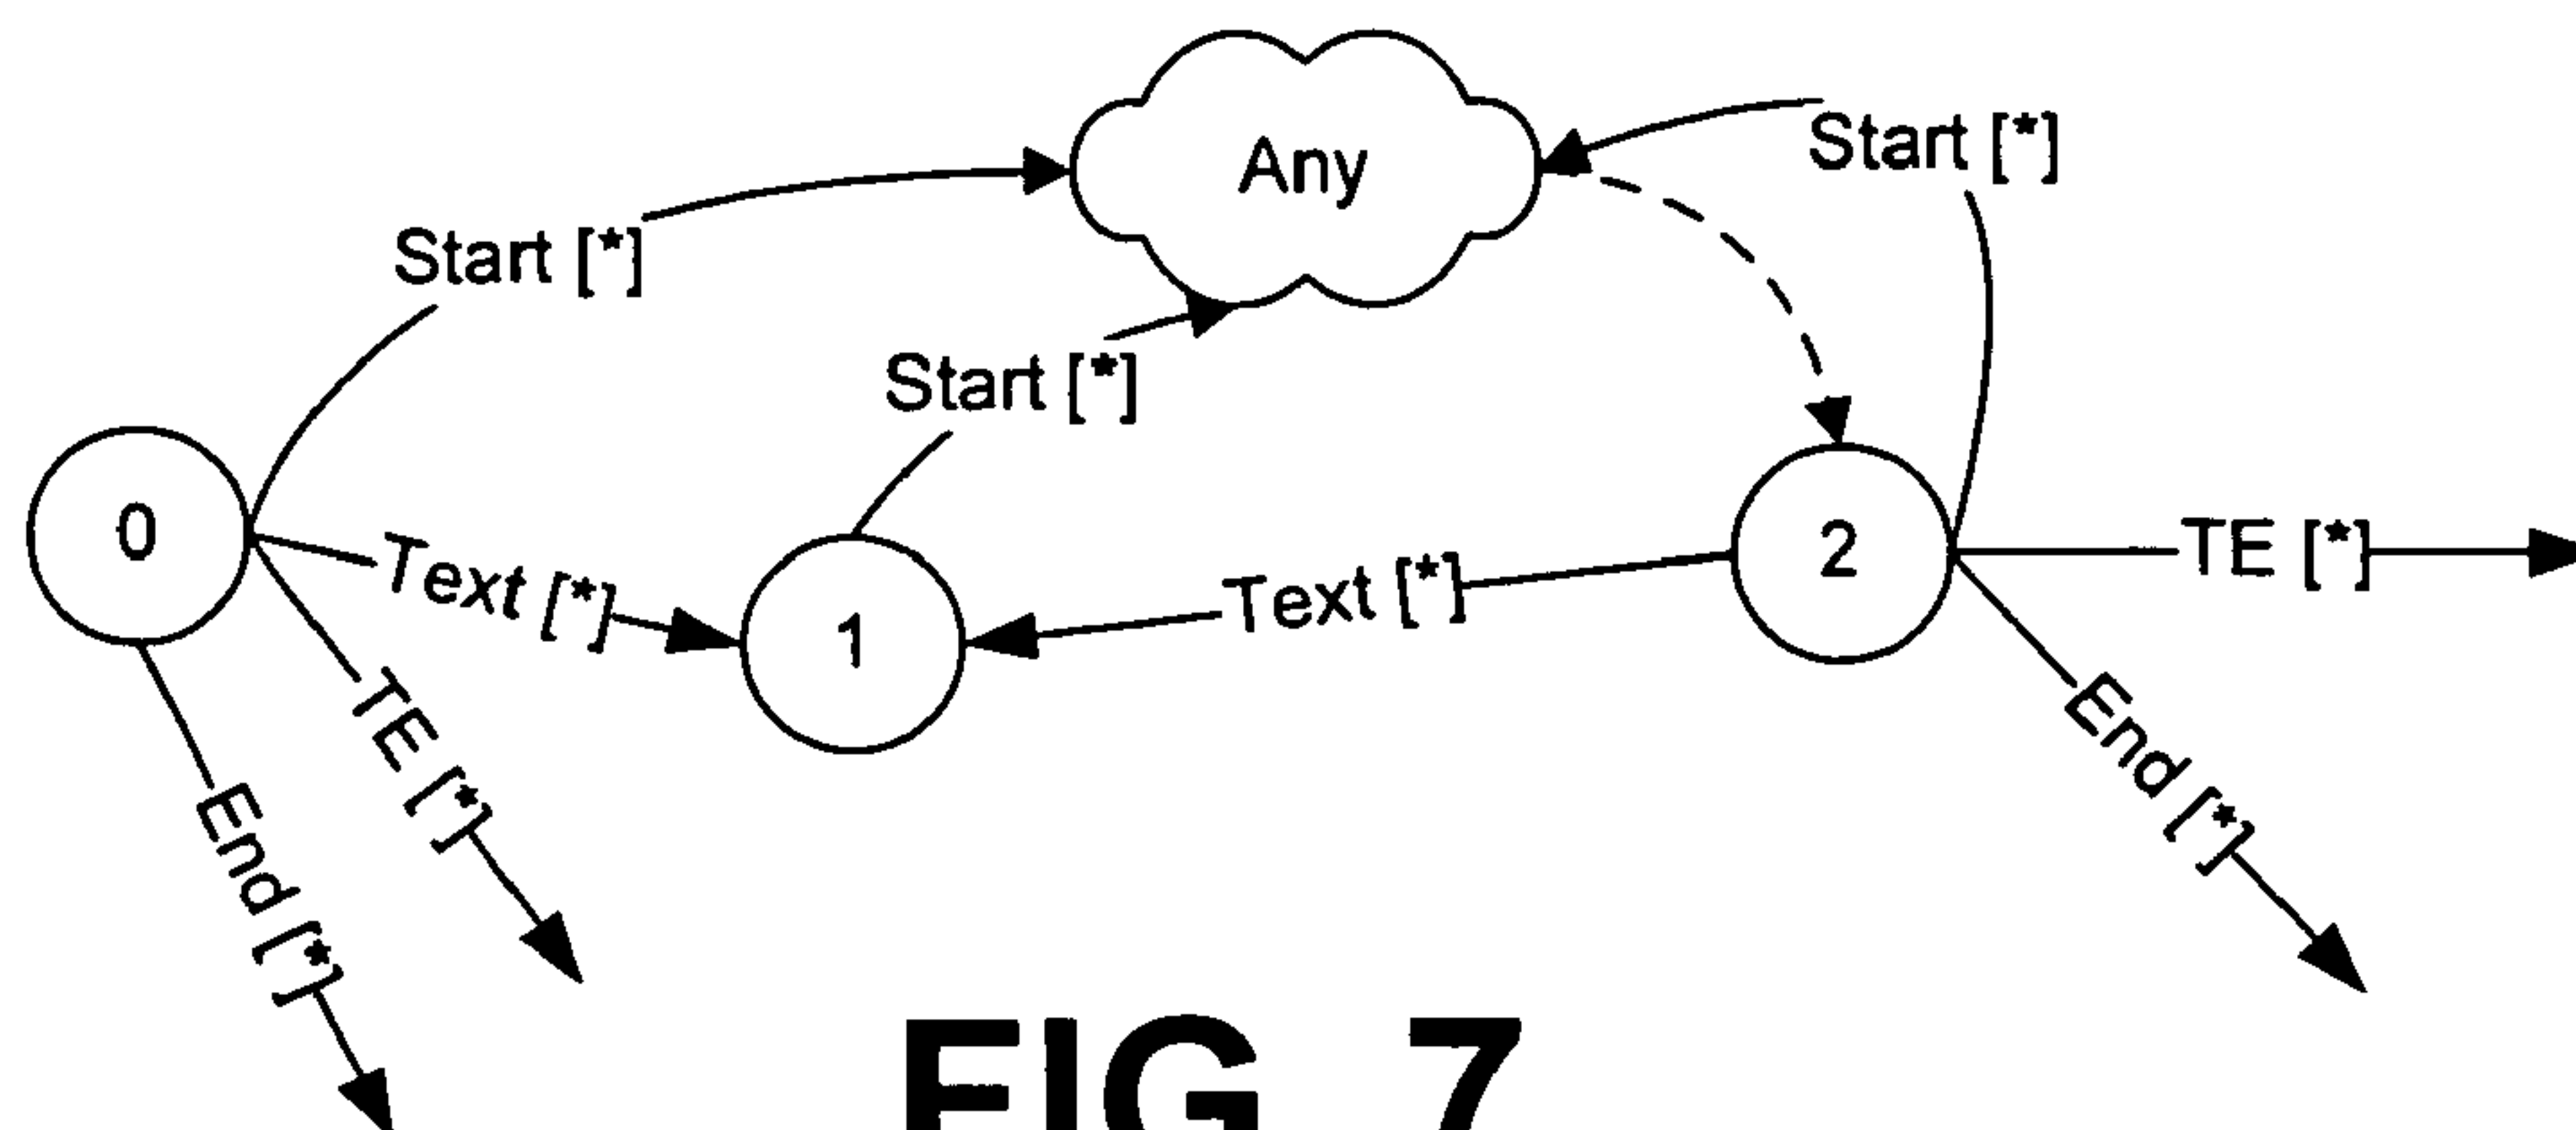 Any
Start [*]
Start [*]
Start [*]
0
Text [*]
1
Text [*]
2
TE [*]
TE [*]
End [*]
End [*]
FIG. 7